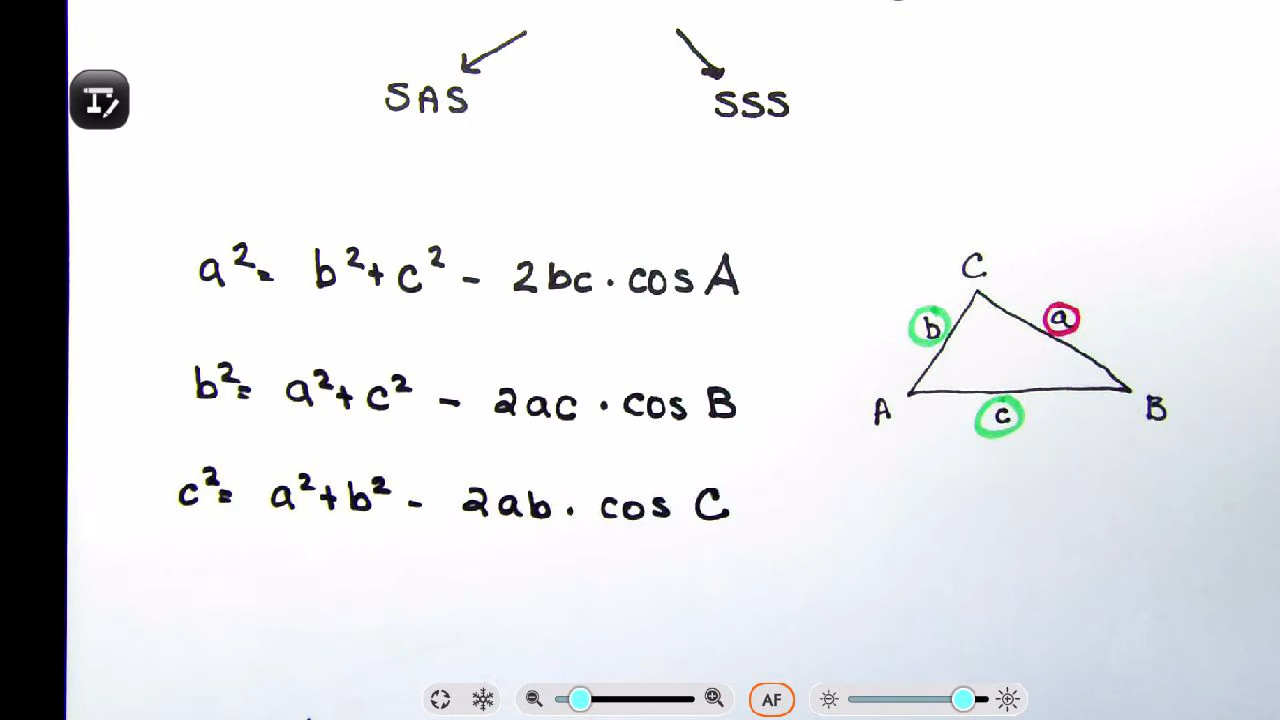 SAS SSS
a²= b²+c² - 2bc·cos A
b²= a²+c² - 2ac·cos B
c²= a²+b² - 2ab·cos C
C
b a
A c B
AF